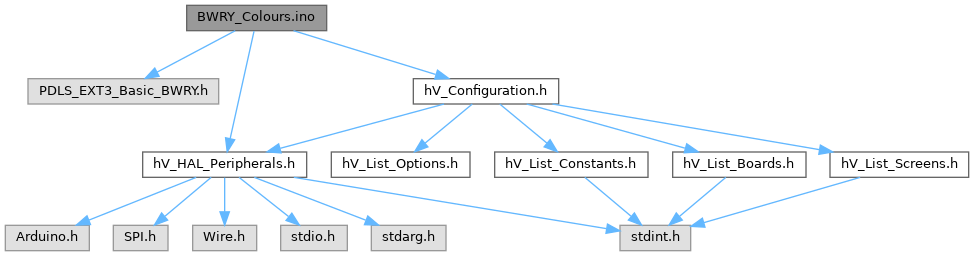 BWRY_Colours.ino
PDLS_EXT3_Basic_BWRY.h
hV_Configuration.h
hV_HAL_Peripherals.h
hV_List_Options.h
hV_List_Constants.h
hV_List_Boards.h
hV_List_Screens.h
Arduino.h
SPI.h
Wire.h
stdio.h
stdarg.h
stdint.h